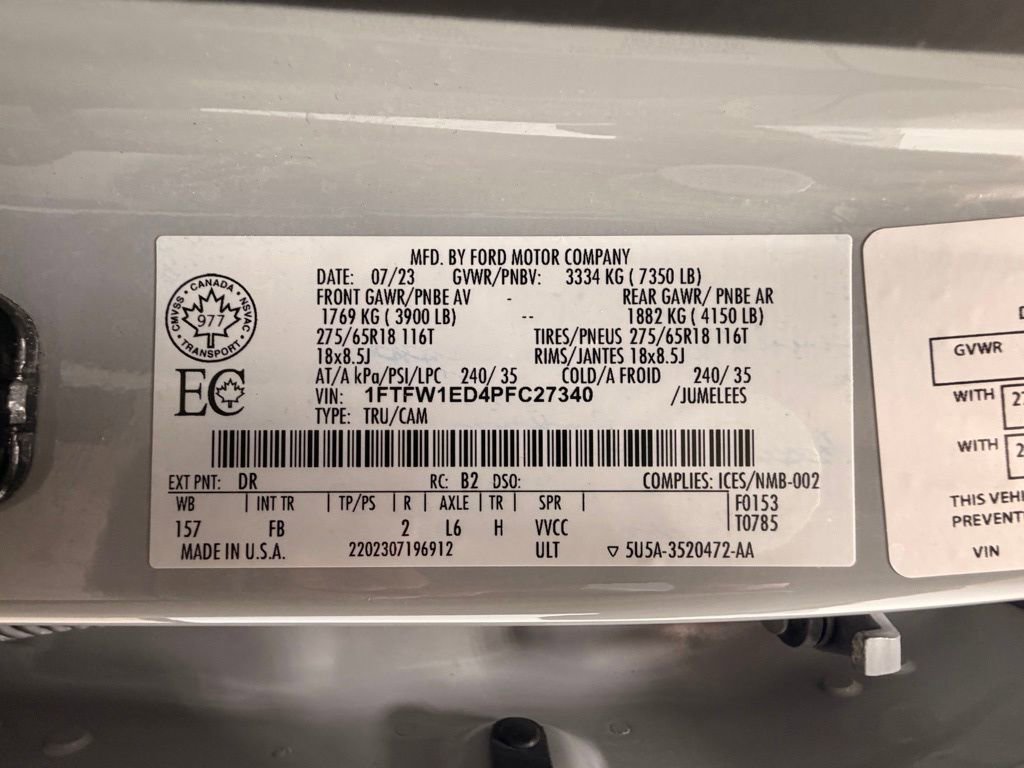 MFD. BY FORD MOTOR COMPANY
DATE: 07/23 GVWR/PNBV: 3334 KG ( 7350 LB)
FRONT GAWR/PNBE AV - REAR GAWR/ PNBE AR
1769 KG ( 3900 LB) -- 1882 KG ( 4150 LB)
275/65R18 116T TIRES/PNEUS 275/65R18 116T
18x8.5J RIMS/JANTES 18x8.5J
AT/A kPa/PSI/LPC 240/ 35 COLD/A FROID 240/ 35
VIN: 1FTFW1ED4PFC27340 /JUMELEES
TYPE: TRU/CAM
CANADA
CMVSS NSVAC
977
TRANSPORT
EC
EXT PNT: DR RC: B2 DSO: COMPLIES: ICES/NMB-002
WB INT TR TP/PS R AXLE TR SPR F0153
157 FB 2 L6 H VVCC T0785
MADE IN U.S.A. 2202307196912 ULT ▽ 5U5A-3520472-AA
GVWR
WITH 27
WITH 2
THIS VEHI
PREVENT
VIN